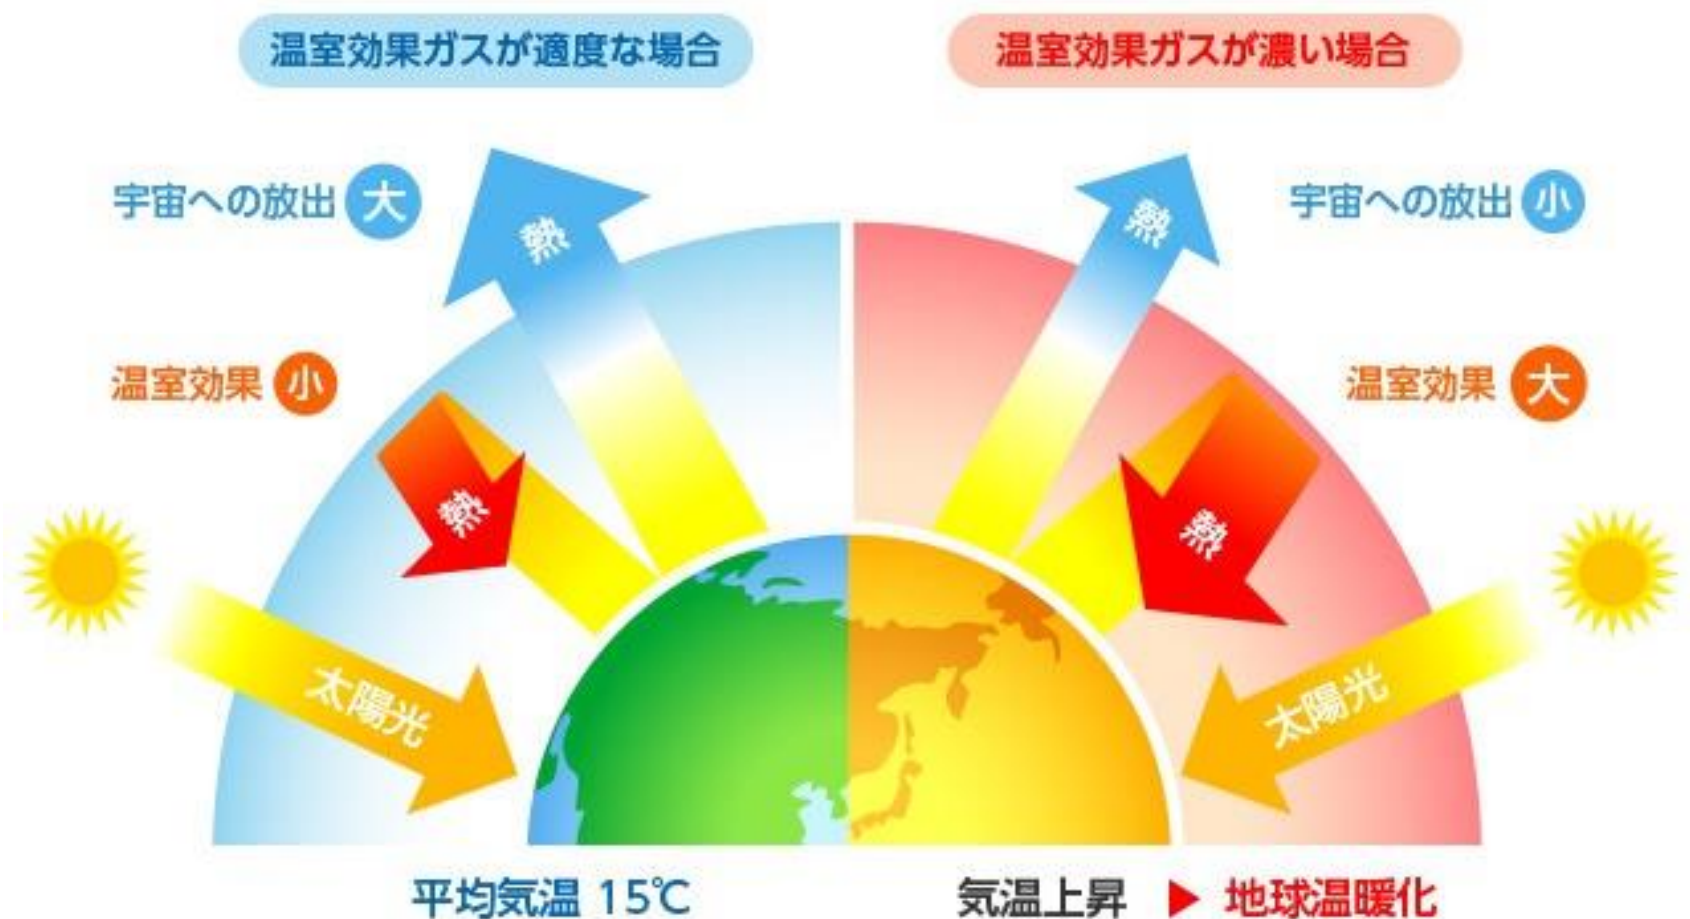 温室効果ガスが適度な場合
温室効果ガスが濃い場合
宇宙への放出 大
熱
熱
宇宙への放出 小
温室効果 小
温室効果 大
熱
熱
太陽光
太陽光
平均気温 15℃
気温上昇 ▶ 地球温暖化